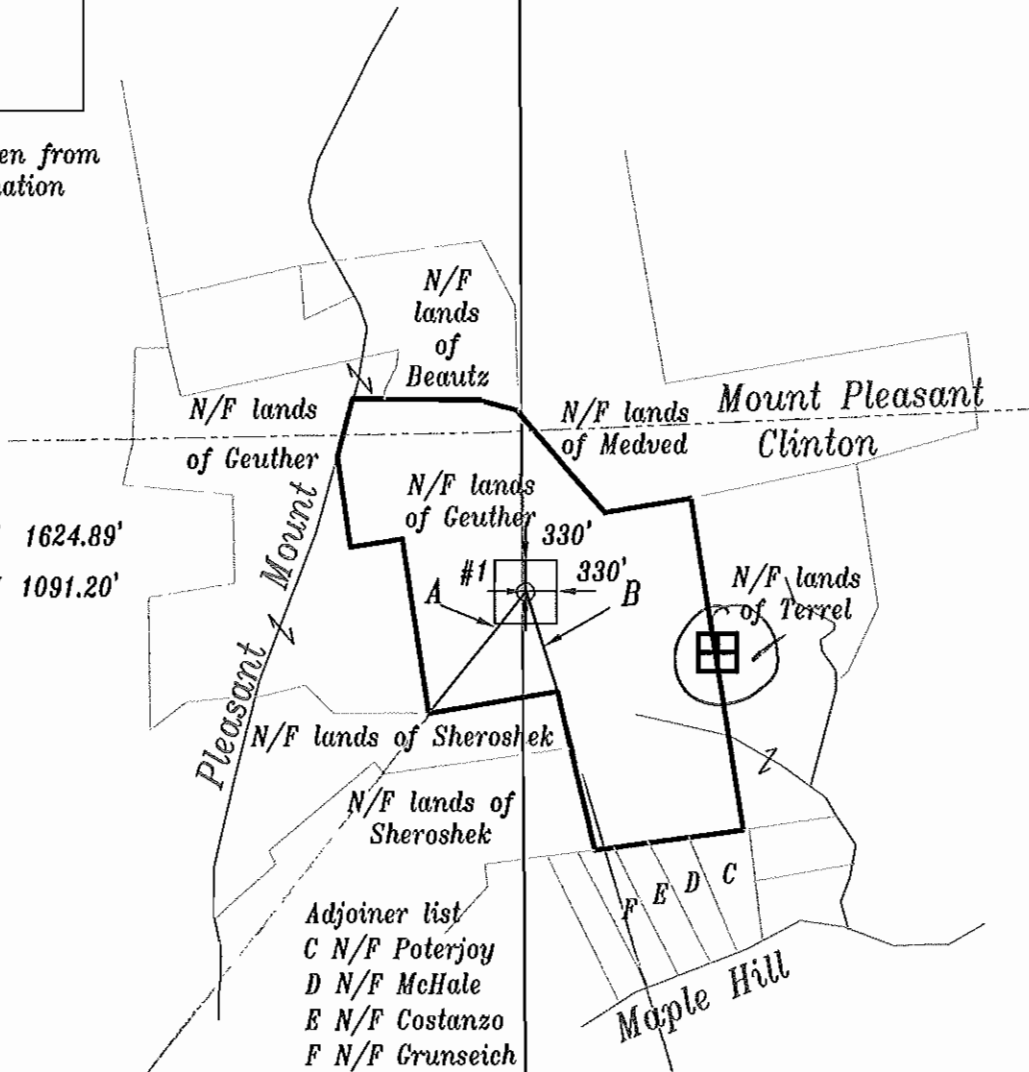 en from
ation
N/F
lands
of
Beautz
N/F lands
of Geuther
N/F lands
of Medved
Mount Pleasant
Clinton
N/F lands
of Geuther
1624.89'
1091.20'
330'
#1
330'
A
B
N/F lands
of Terrel
Pleasant Mount
N/F lands of Sheroshek
N/F lands of
Sheroshek
F E D C
Adjoiner list
C N/F Poterjoy
D N/F McHale
E N/F Costanzo
F N/F Grunseich
Maple Hill